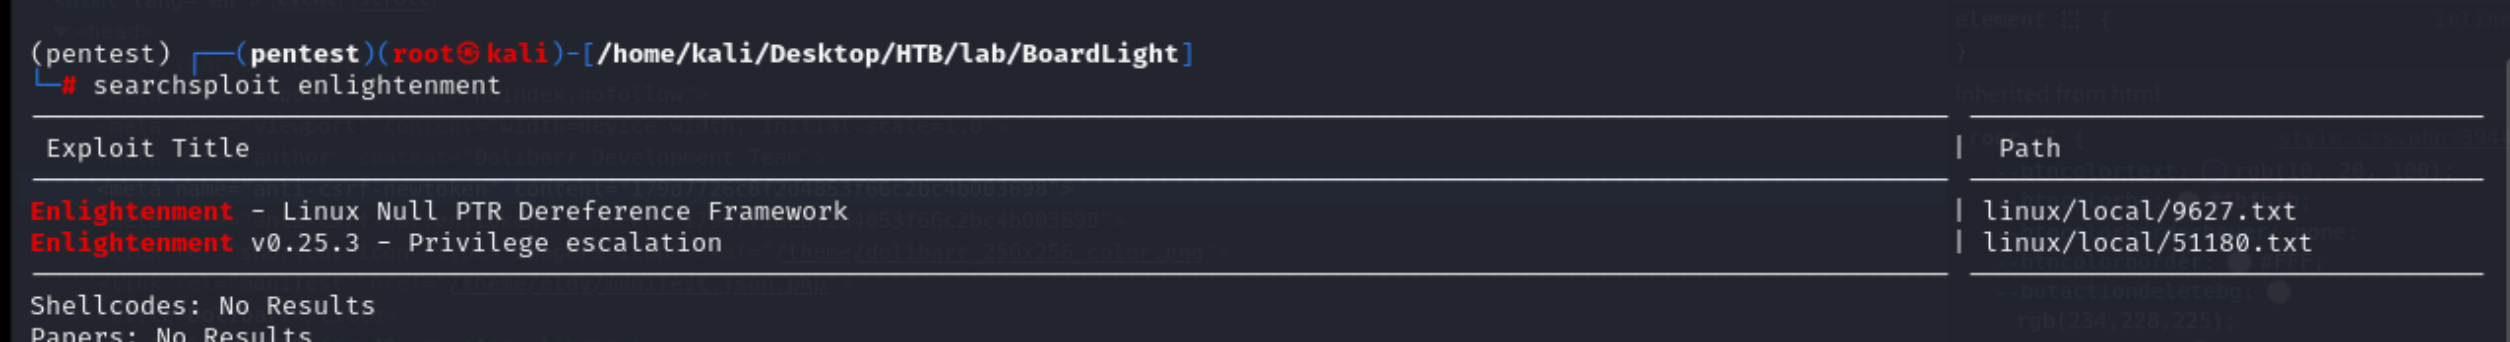 (pentest) ┌──(pentest)(root㉿kali)-[/home/kali/Desktop/HTB/lab/BoardLight]
└─# searchsploit enlightenment
Exploit Title | Path
Enlightenment - Linux Null PTR Dereference Framework | linux/local/9627.txt
Enlightenment v0.25.3 - Privilege escalation | linux/local/51180.txt
Shellcodes: No Results
Papers: No Results